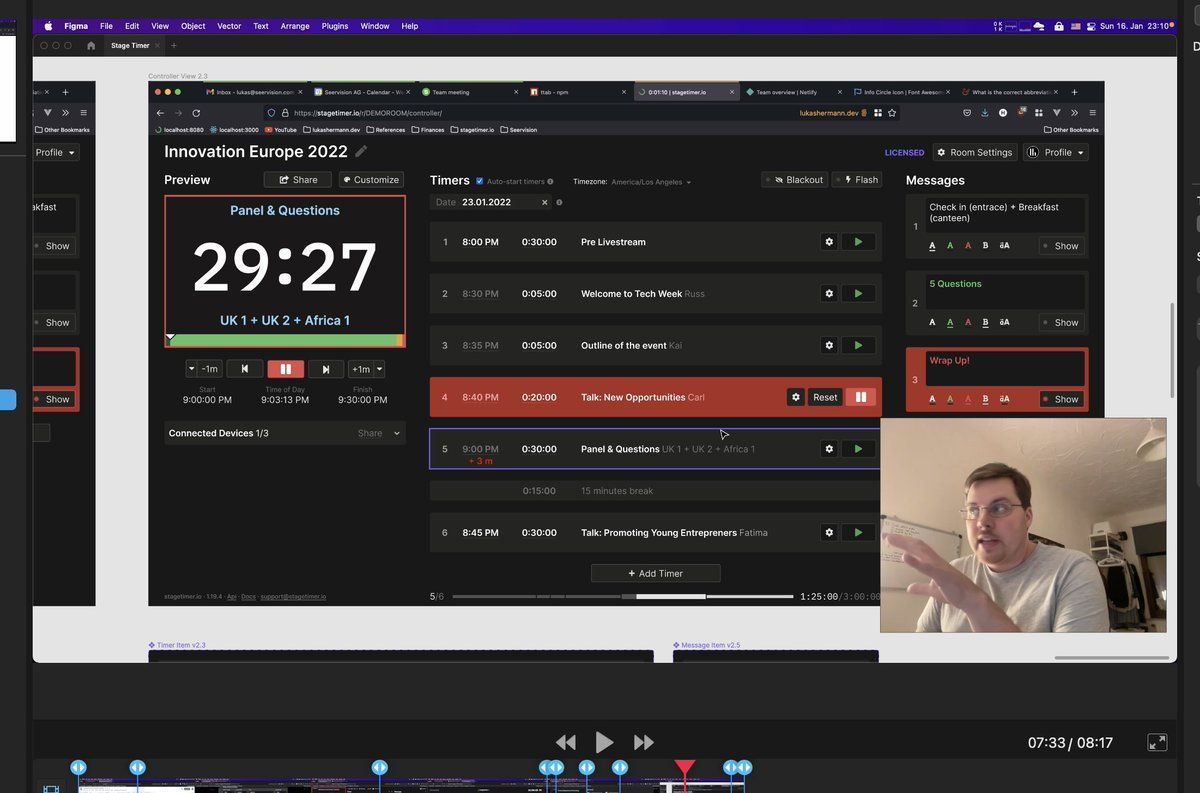 Figma File Edit View Object Vector Text Arrange Plugins Window Help
Sun 16. Jan 23:10
Stage Timer
Controller View 2.3
Inbox - lukas@seervision.com
Seervision AG - Calendar - We
Team meeting
ttab - npm
0:01:10 | stagetimer.io
Team overview | Netlify
Info Circle Icon | Font Awesom
What is the correct abbreviatio
https://stagetimer.io/r/DEMOROOM/controller/
lukashermann.dev
localhost:8080 localhost:3000 YouTube lukashermann.dev References Finances stagetimer.io Seervision
Other Bookmarks
Other Bookmarks
Profile
akfast
Show
Show
Show
Innovation Europe 2022
LICENSED
Room Settings
Profile
Preview
Share
Customize
Panel & Questions
29:27
UK 1 + UK 2 + Africa 1
-1m
+1m
Start
9:00:00 PM
Time of Day
9:03:13 PM
Finish
9:30:00 PM
Connected Devices 1/3
Share
Timers
Auto-start timers
Timezone: America/Los Angeles
Blackout
Flash
Date 23.01.2022
1 8:00 PM 0:30:00 Pre Livestream
2 8:30 PM 0:05:00 Welcome to Tech Week Russ
3 8:35 PM 0:05:00 Outline of the event Kai
4 8:40 PM 0:20:00 Talk: New Opportunities Carl Reset
5 9:00 PM 0:30:00 Panel & Questions UK 1 + UK 2 + Africa 1
+ 3 m
0:15:00 15 minutes break
6 8:45 PM 0:30:00 Talk: Promoting Young Entrepreners Fatima
+ Add Timer
5/6
1:25:00/3:00:00
Messages
1
Check in (entrace) + Breakfast
(canteen)
A A A B äA Show
2
5 Questions
A A A B äA Show
3
Wrap Up!
A A A B äA Show
stagetimer.io · 1.19.4 · Api · Docs · support@stagetimer.io
Timer Item v2.3
Message Item v2.5
07:33 / 08:17